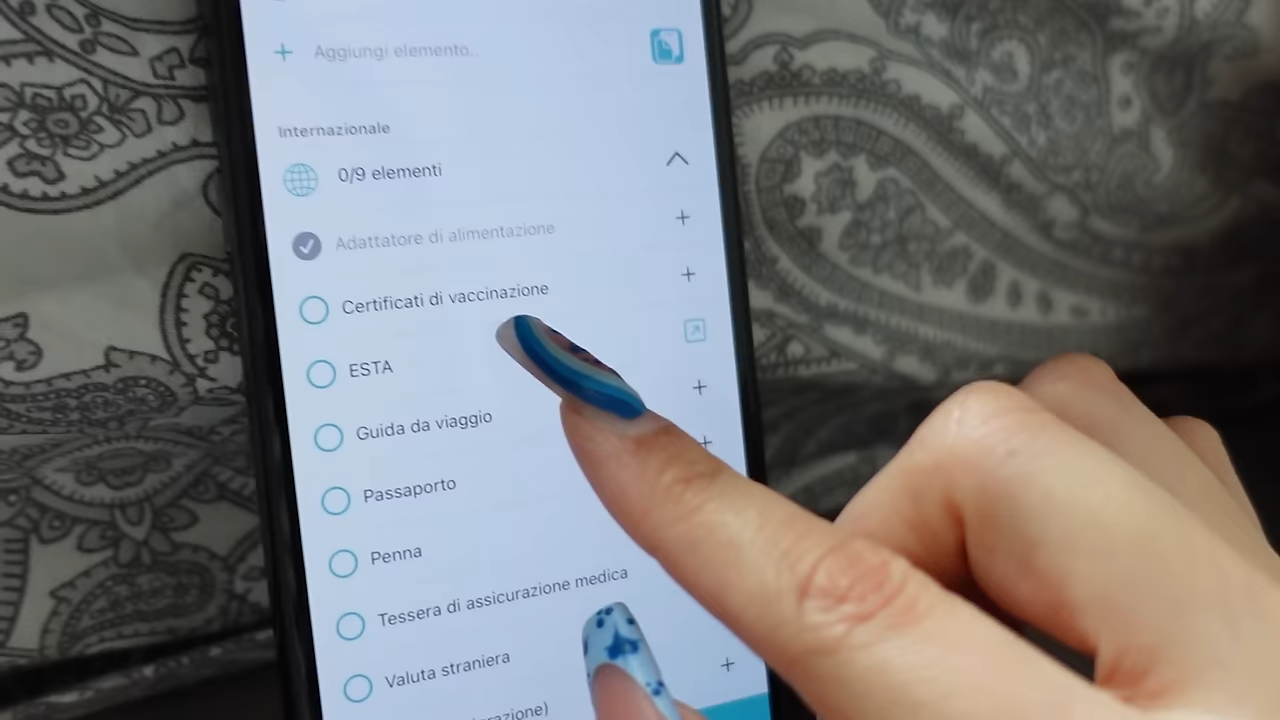 Aggiungi elemento..
Internazionale
0/9 elementi
Adattatore di alimentazione
Certificati di vaccinazione
ESTA
Guida da viaggio
Passaporto
Penna
Tessera di assicurazione medica
Valuta straniera